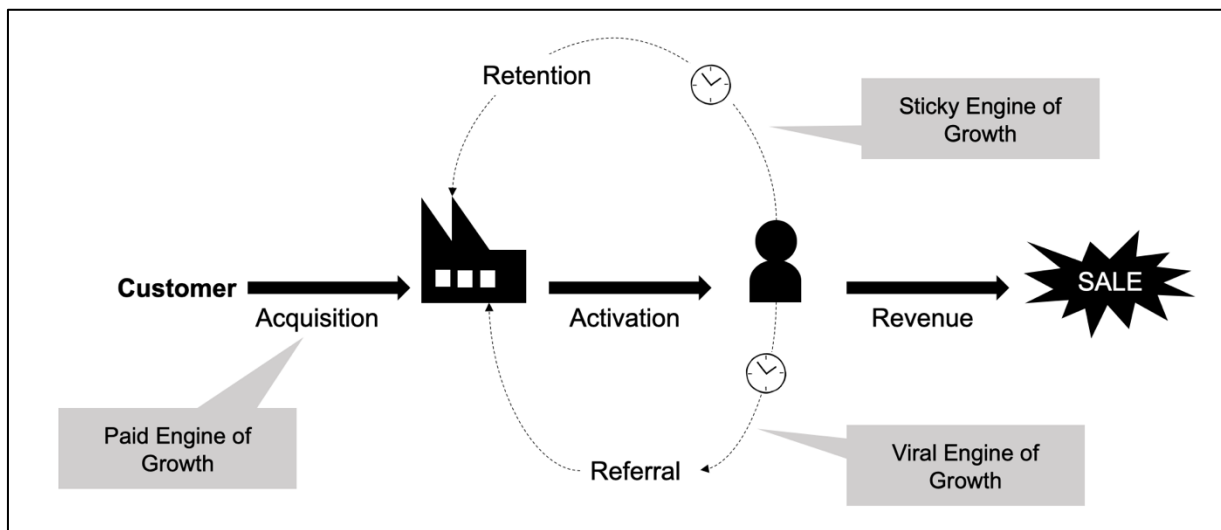 Retention
Sticky Engine of
Growth
Customer
Acquisition
Activation
Revenue
SALE
Paid Engine of
Growth
Referral
Viral Engine of
Growth